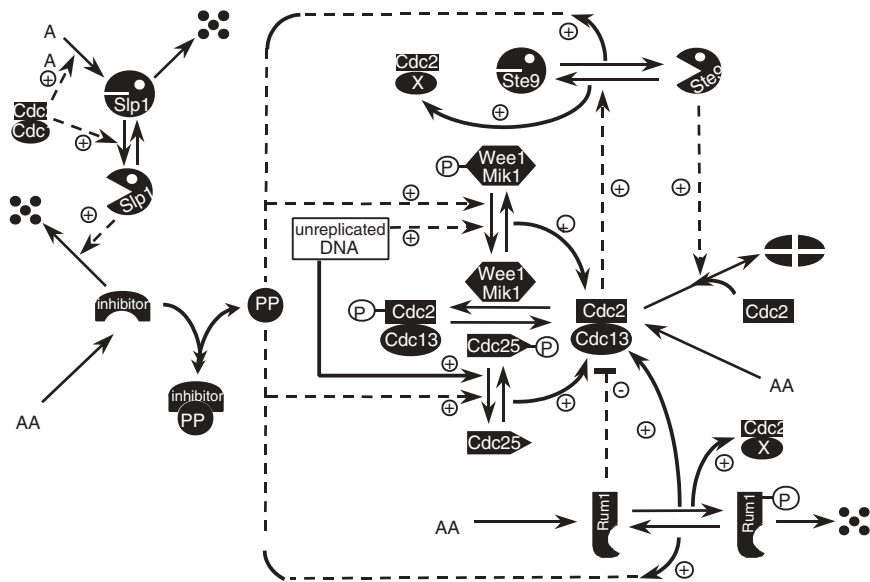 A
A
+
Slp1
Cdc
Cdc
+
Slp1
+
inhibitor
AA
inhibitor
PP
PP
+
Cdc2
X
+
Ste9
Ste9
+
P
Wee1
Mik1
+
+
+
+
unreplicated
DNA
+
Wee1
Mik1
P
Cdc2
Cdc13
Cdc2
Cdc13
Cdc2
Cdc25
P
+
+
+
Cdc25
-
AA
+
Cdc2
X
+
AA
Rum1
Rum1
P
+